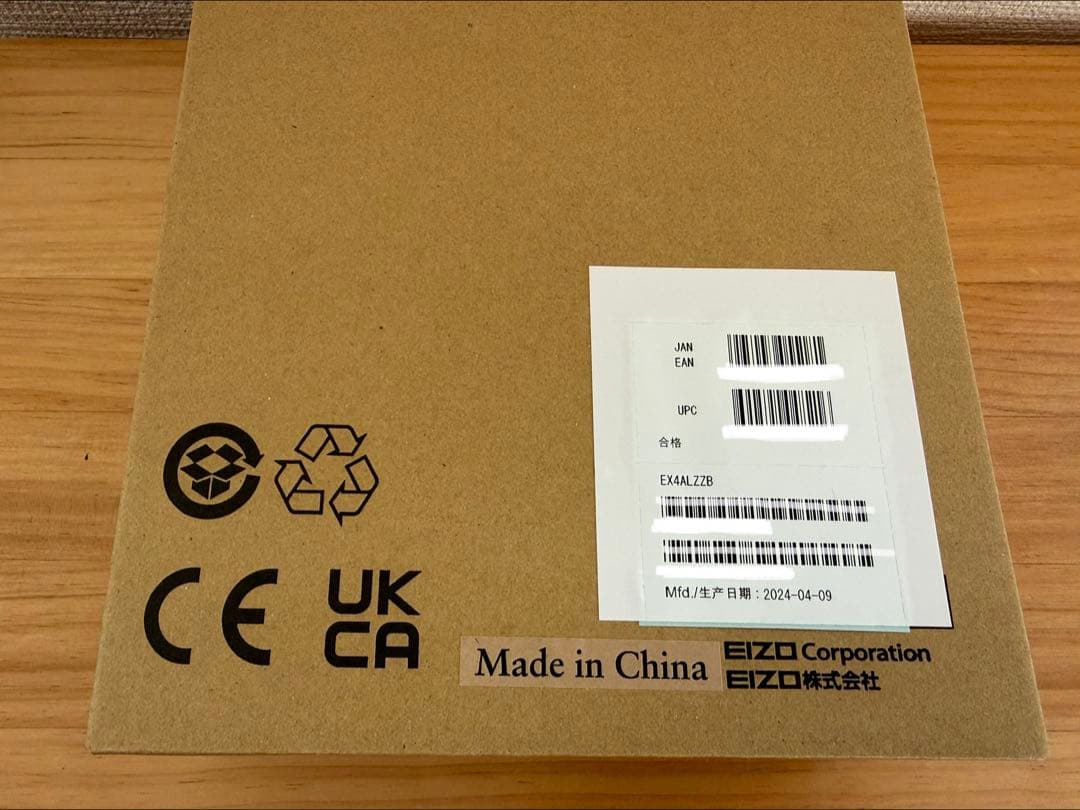 JAN
EAN
UPC
合格
EX4ALZZB
Mfd./生产日期：2024-04-09
CE
UK
CA
Made in China
EIZO Corporation
EIZO株式会社